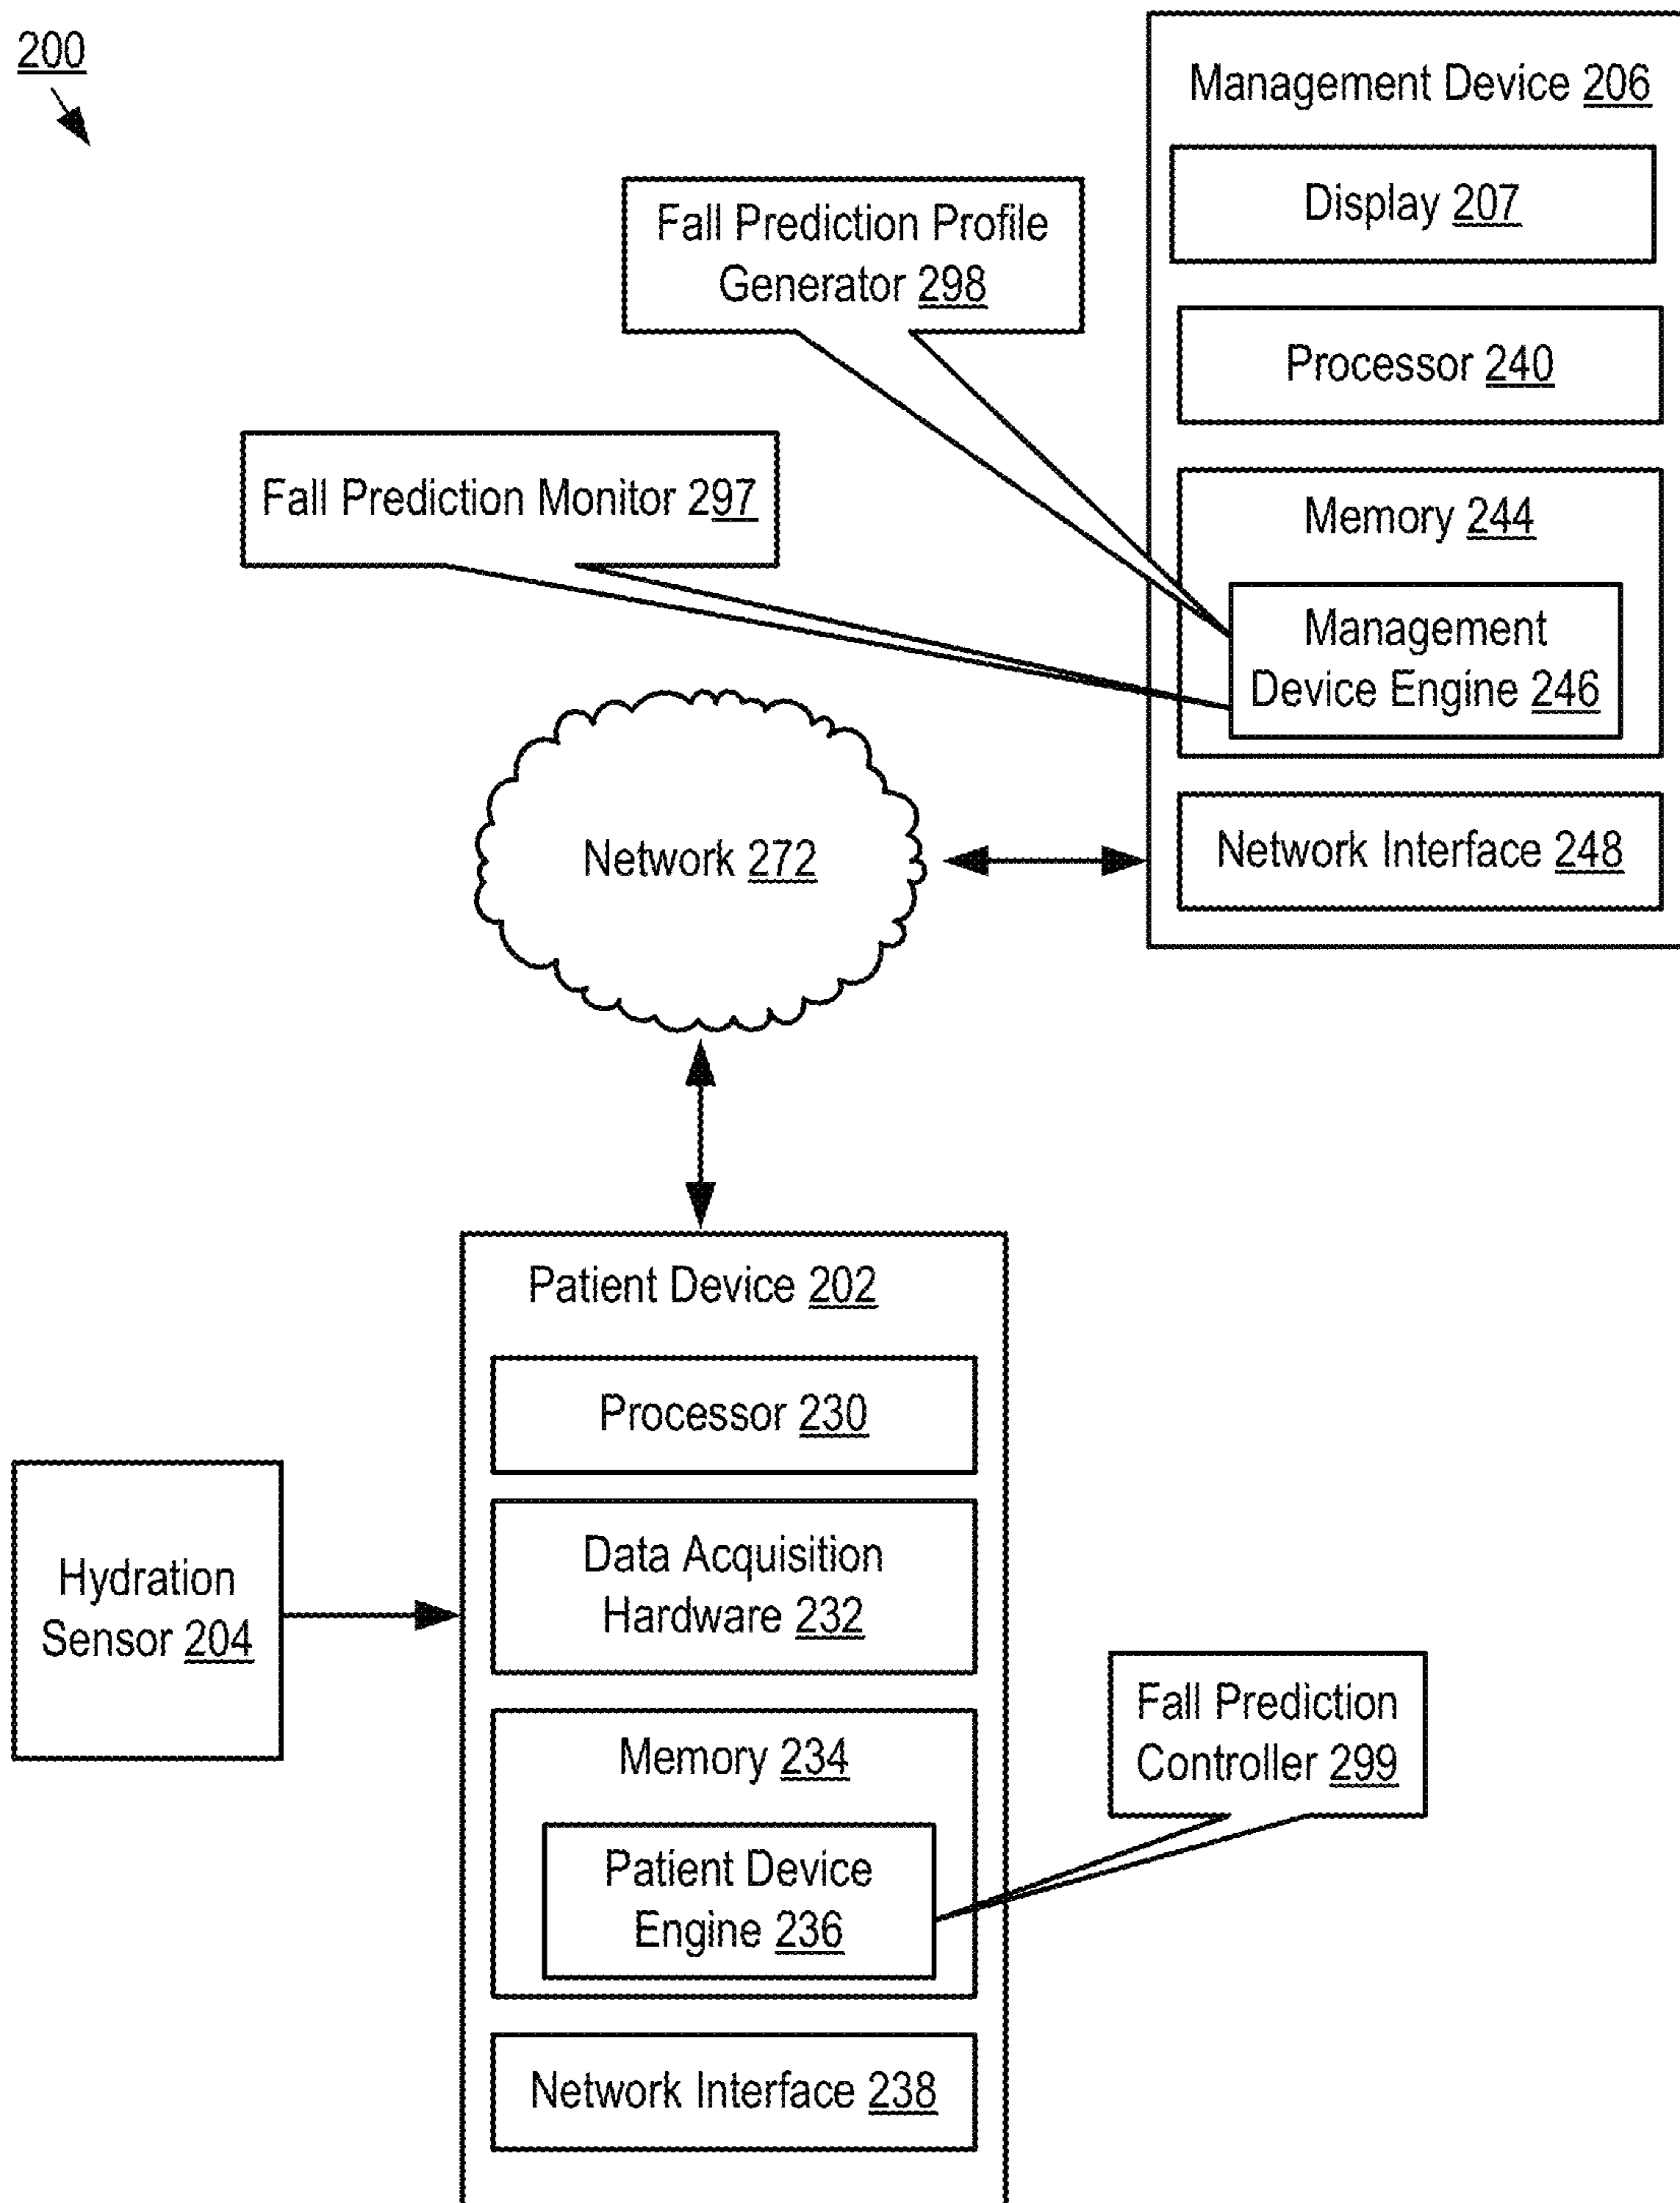 200
Management Device 206
Display 207
Fall Prediction Profile
Generator 298
Processor 240
Fall Prediction Monitor 297
Memory 244
Management
Device Engine 246
Network 272
Network Interface 248
Patient Device 202
Processor 230
Hydration
Sensor 204
Data Acquisition
Hardware 232
Fall Prediction
Controller 299
Memory 234
Patient Device
Engine 236
Network Interface 238